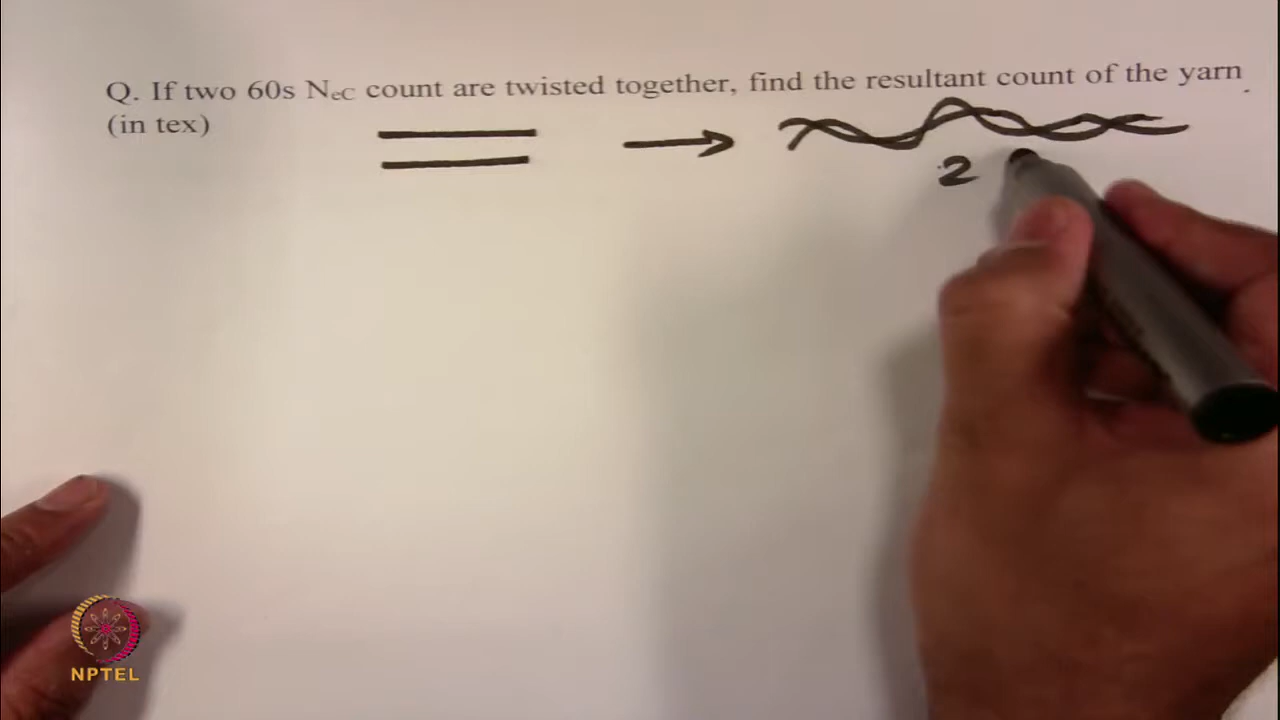 Q. If two 60s NeC count are twisted together, find the resultant count of the yarn
(in tex)
2
NPTEL